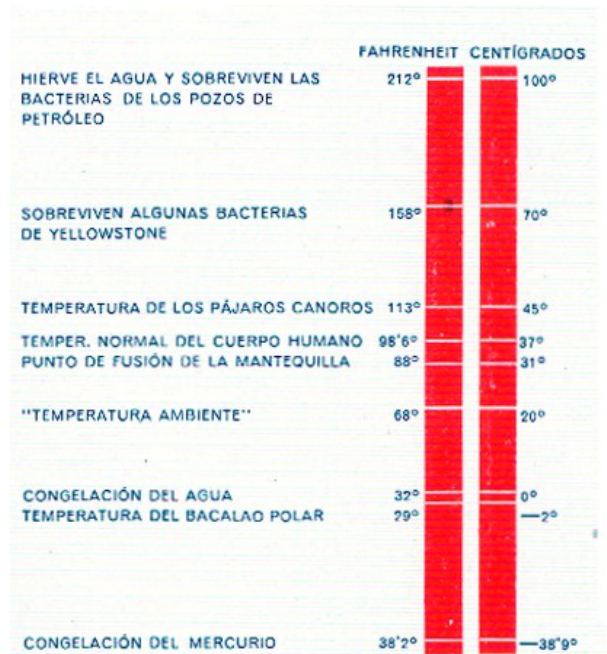 FAHRENHEIT CENTÍGRADOS
HIERVE EL AGUA Y SOBREVIVEN LAS 212° 100°
BACTERIAS DE LOS POZOS DE
PETRÓLEO
SOBREVIVEN ALGUNAS BACTERIAS 158° 70°
DE YELLOWSTONE
TEMPERATURA DE LOS PÁJAROS CANOROS 113° 45°
TEMPER. NORMAL DEL CUERPO HUMANO 98'6° 37°
PUNTO DE FUSIÓN DE LA MANTEQUILLA 88° 31°
"TEMPERATURA AMBIENTE" 68° 20°
CONGELACIÓN DEL AGUA 32° 0°
TEMPERATURA DEL BACALAO POLAR 29° —2°
CONGELACIÓN DEL MERCURIO 38'2° —38'9°